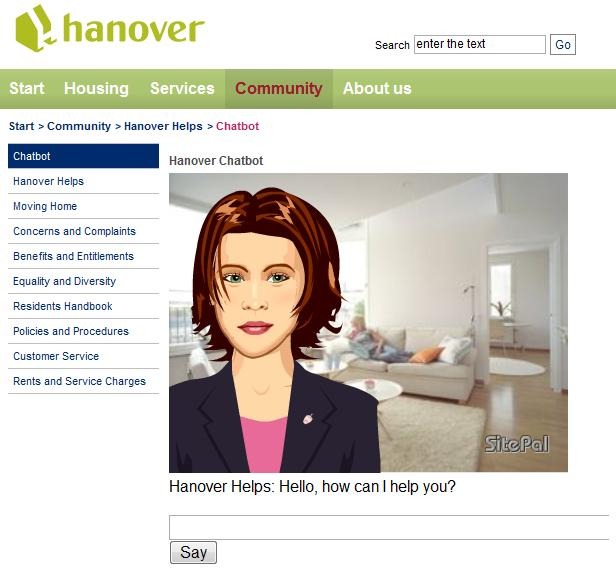 hanover
Search enter the text Go
Start Housing Services Community About us
Start > Community > Hanover Helps > Chatbot
Chatbot
Hanover Helps
Moving Home
Concerns and Complaints
Benefits and Entitlements
Equality and Diversity
Residents Handbook
Policies and Procedures
Customer Service
Rents and Service Charges
Hanover Chatbot
SitePal
Hanover Helps: Hello, how can I help you?
Say